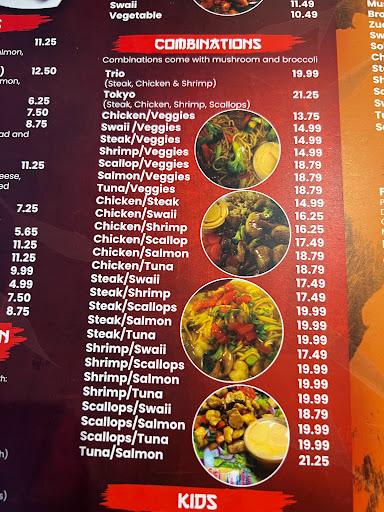 S
11.25
almon,
12.50
6.25
7.50
8.75
ad and
11.25
eese,
ed
7.25
5.65
11.25
11.25
9.99
4.99
7.50
8.75
N
th:
h)
s)
Swaii 11.49
Vegetable 10.49
COMBINATIONS
Combinations come with mushroom and broccoli
Trio 19.99
(Steak, Chicken & Shrimp)
Tokyo 21.25
(Steak, Chicken, Shrimp, Scallops)
Chicken/Veggies 13.75
Swaii/Veggies 14.99
Steak/Veggies 14.99
Shrimp/Veggies 14.99
Scallop/Veggies 18.79
Salmon/Veggies 18.79
Tuna/Veggies 18.79
Chicken/Steak 14.99
Chicken/Swaii 16.25
Chicken/Shrimp 16.25
Chicken/Scallop 17.49
Chicken/Salmon 18.79
Chicken/Tuna 18.79
Steak/Swaii 17.49
Steak/Shrimp 17.49
Steak/Scallops 19.99
Steak/Salmon 19.99
Steak/Tuna 19.99
Shrimp/Swaii 17.49
Shrimp/Scallops 19.99
Shrimp/Salmon 19.99
Shrimp/Tuna 19.99
Scallops/Swaii 18.79
Scallops/Salmon 19.99
Scallops/Tuna 19.99
Tuna/Salmon 21.25
KIDS